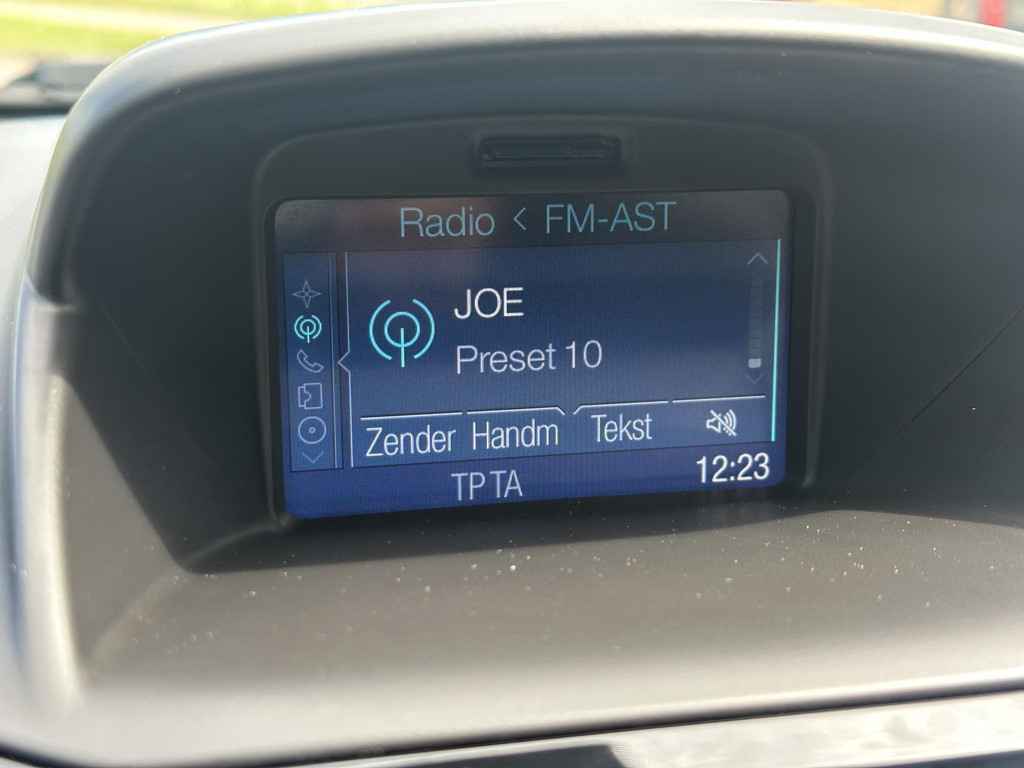 Radio < FM-AST
JOE
Preset 10
Zender Handm Tekst
TP TA 12:23